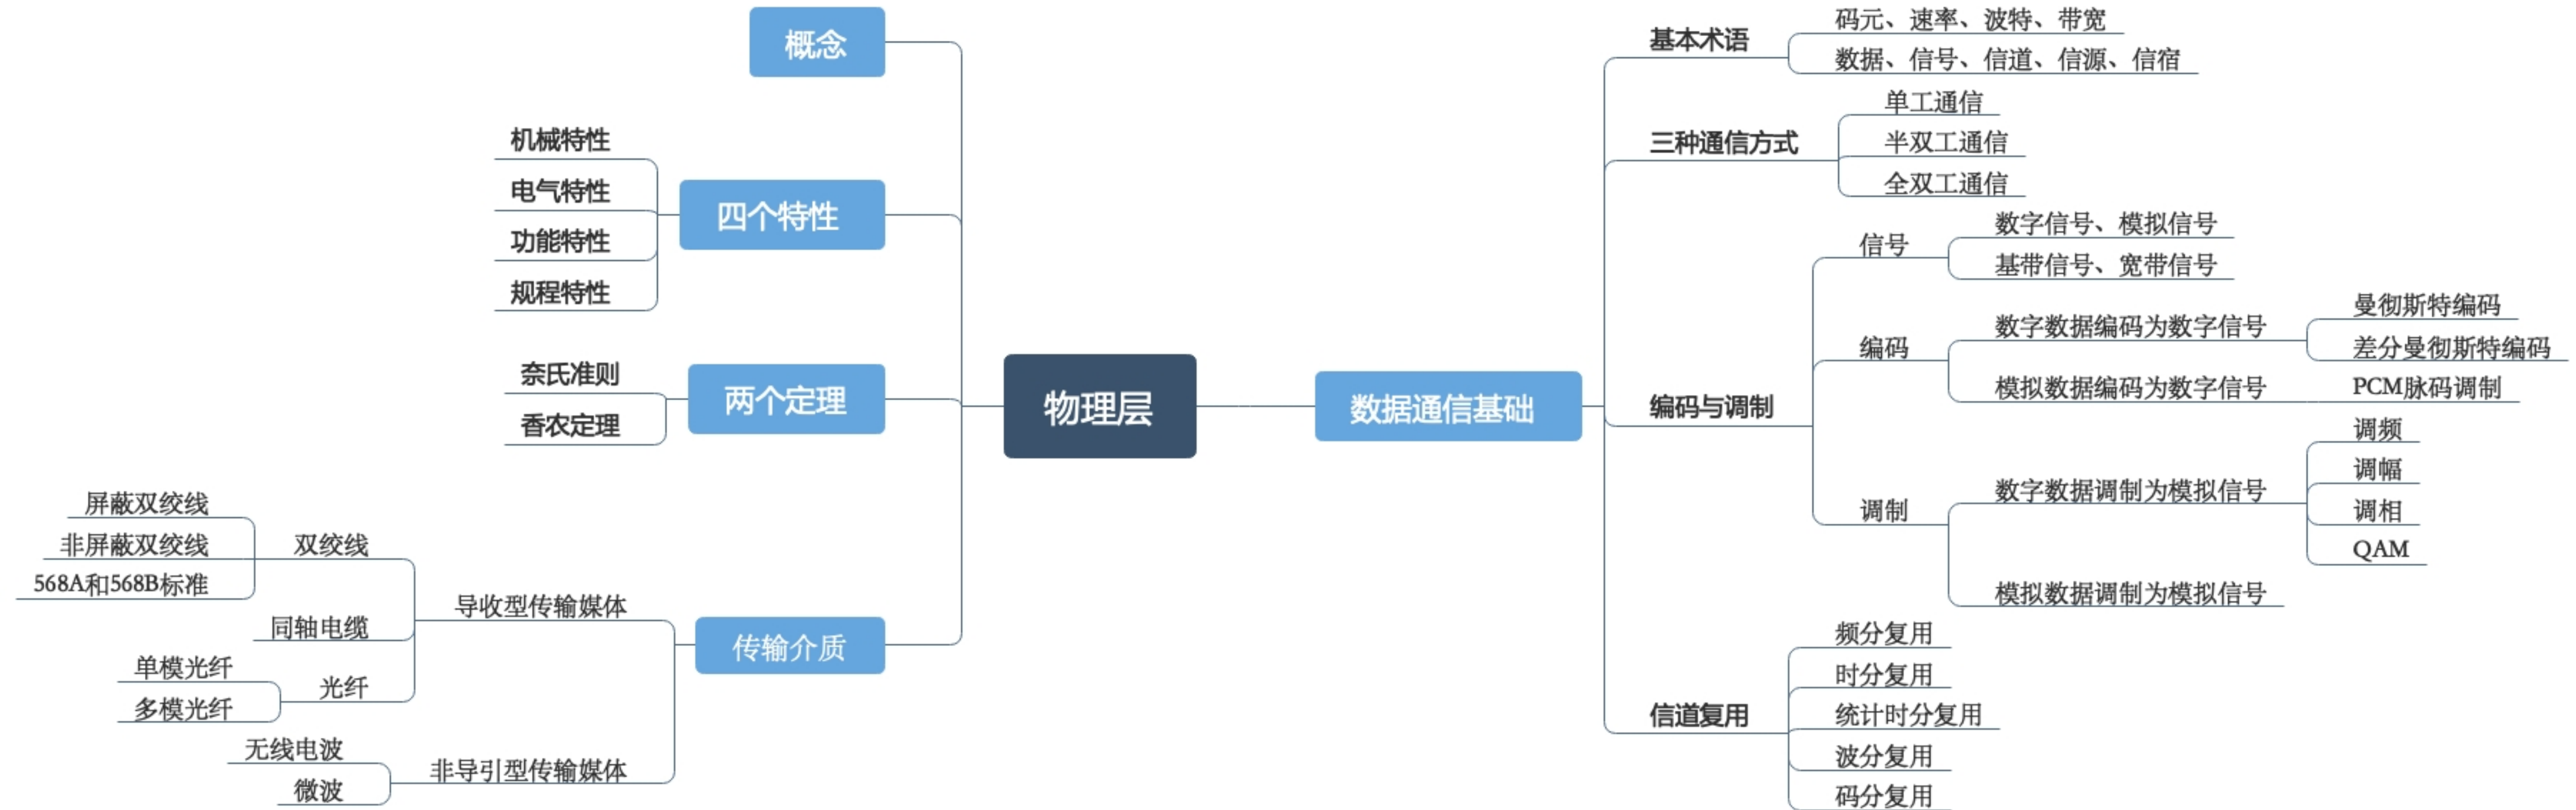 概念
机械特性
电气特性
功能特性
规程特性
四个特性
奈氏准则
香农定理
两个定理
屏蔽双绞线
非屏蔽双绞线
568A和568B标准
双绞线
同轴电缆
单模光纤
多模光纤
光纤
导收型传输媒体
无线电波
微波
非导引型传输媒体
传输介质
物理层
数据通信基础
基本术语
码元、速率、波特、带宽
数据、信号、信道、信源、信宿
三种通信方式
单工通信
半双工通信
全双工通信
编码与调制
信号
数字信号、模拟信号
基带信号、宽带信号
编码
数字数据编码为数字信号
曼彻斯特编码
差分曼彻斯特编码
模拟数据编码为数字信号
PCM脉码调制
调制
数字数据调制为模拟信号
调频
调幅
调相
QAM
模拟数据调制为模拟信号
信道复用
频分复用
时分复用
统计时分复用
波分复用
码分复用